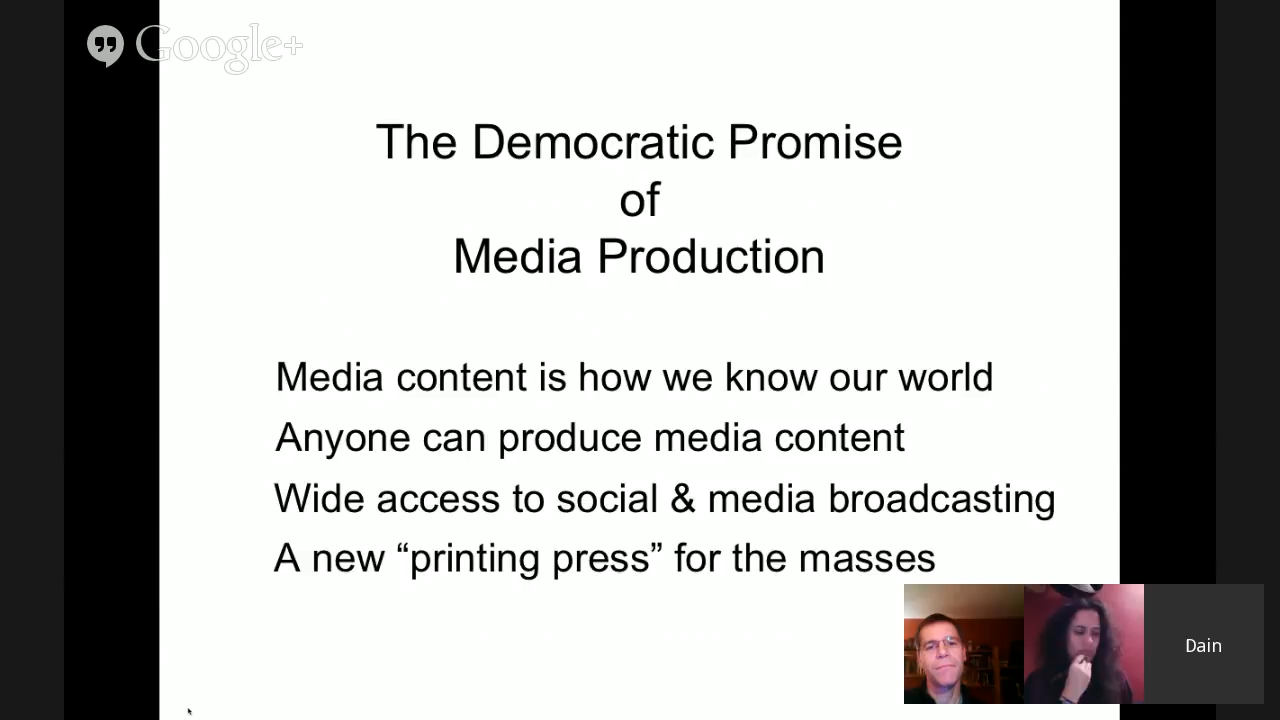 Google+
The Democratic Promise
of
Media Production
Media content is how we know our world
Anyone can produce media content
Wide access to social & media broadcasting
A new “printing press” for the masses
Dain